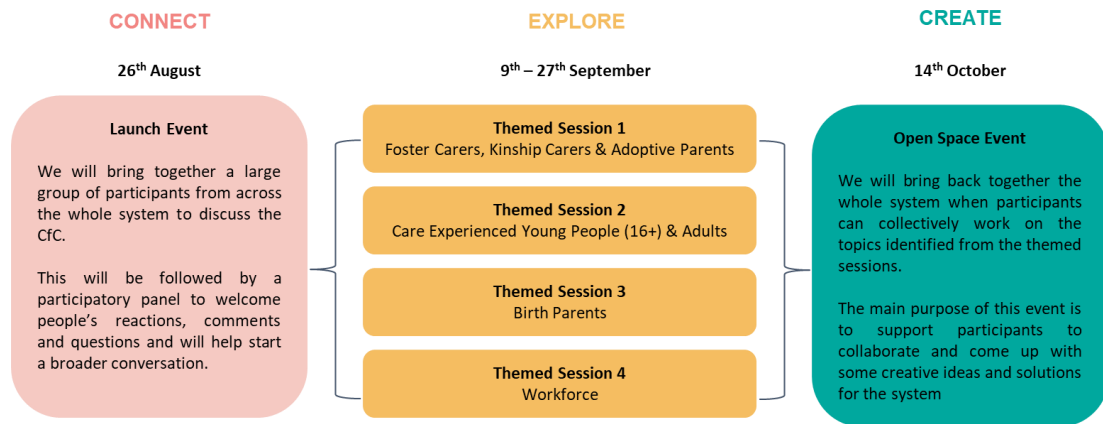 CONNECT
26th August
Launch Event
We will bring together a large
group of participants from across
the whole system to discuss the
CfC.
This will be followed by a
participatory panel to welcome
people's reactions, comments
and questions and will help start
a broader conversation.
EXPLORE
9th – 27th September
Themed Session 1
Foster Carers, Kinship Carers & Adoptive Parents
Themed Session 2
Care Experienced Young People (16+) & Adults
Themed Session 3
Birth Parents
Themed Session 4
Workforce
CREATE
14th October
Open Space Event
We will bring back together the
whole system when participants
can collectively work on the
topics identified from the themed
sessions.
The main purpose of this event is
to support participants to
collaborate and come up with
some creative ideas and solutions
for the system